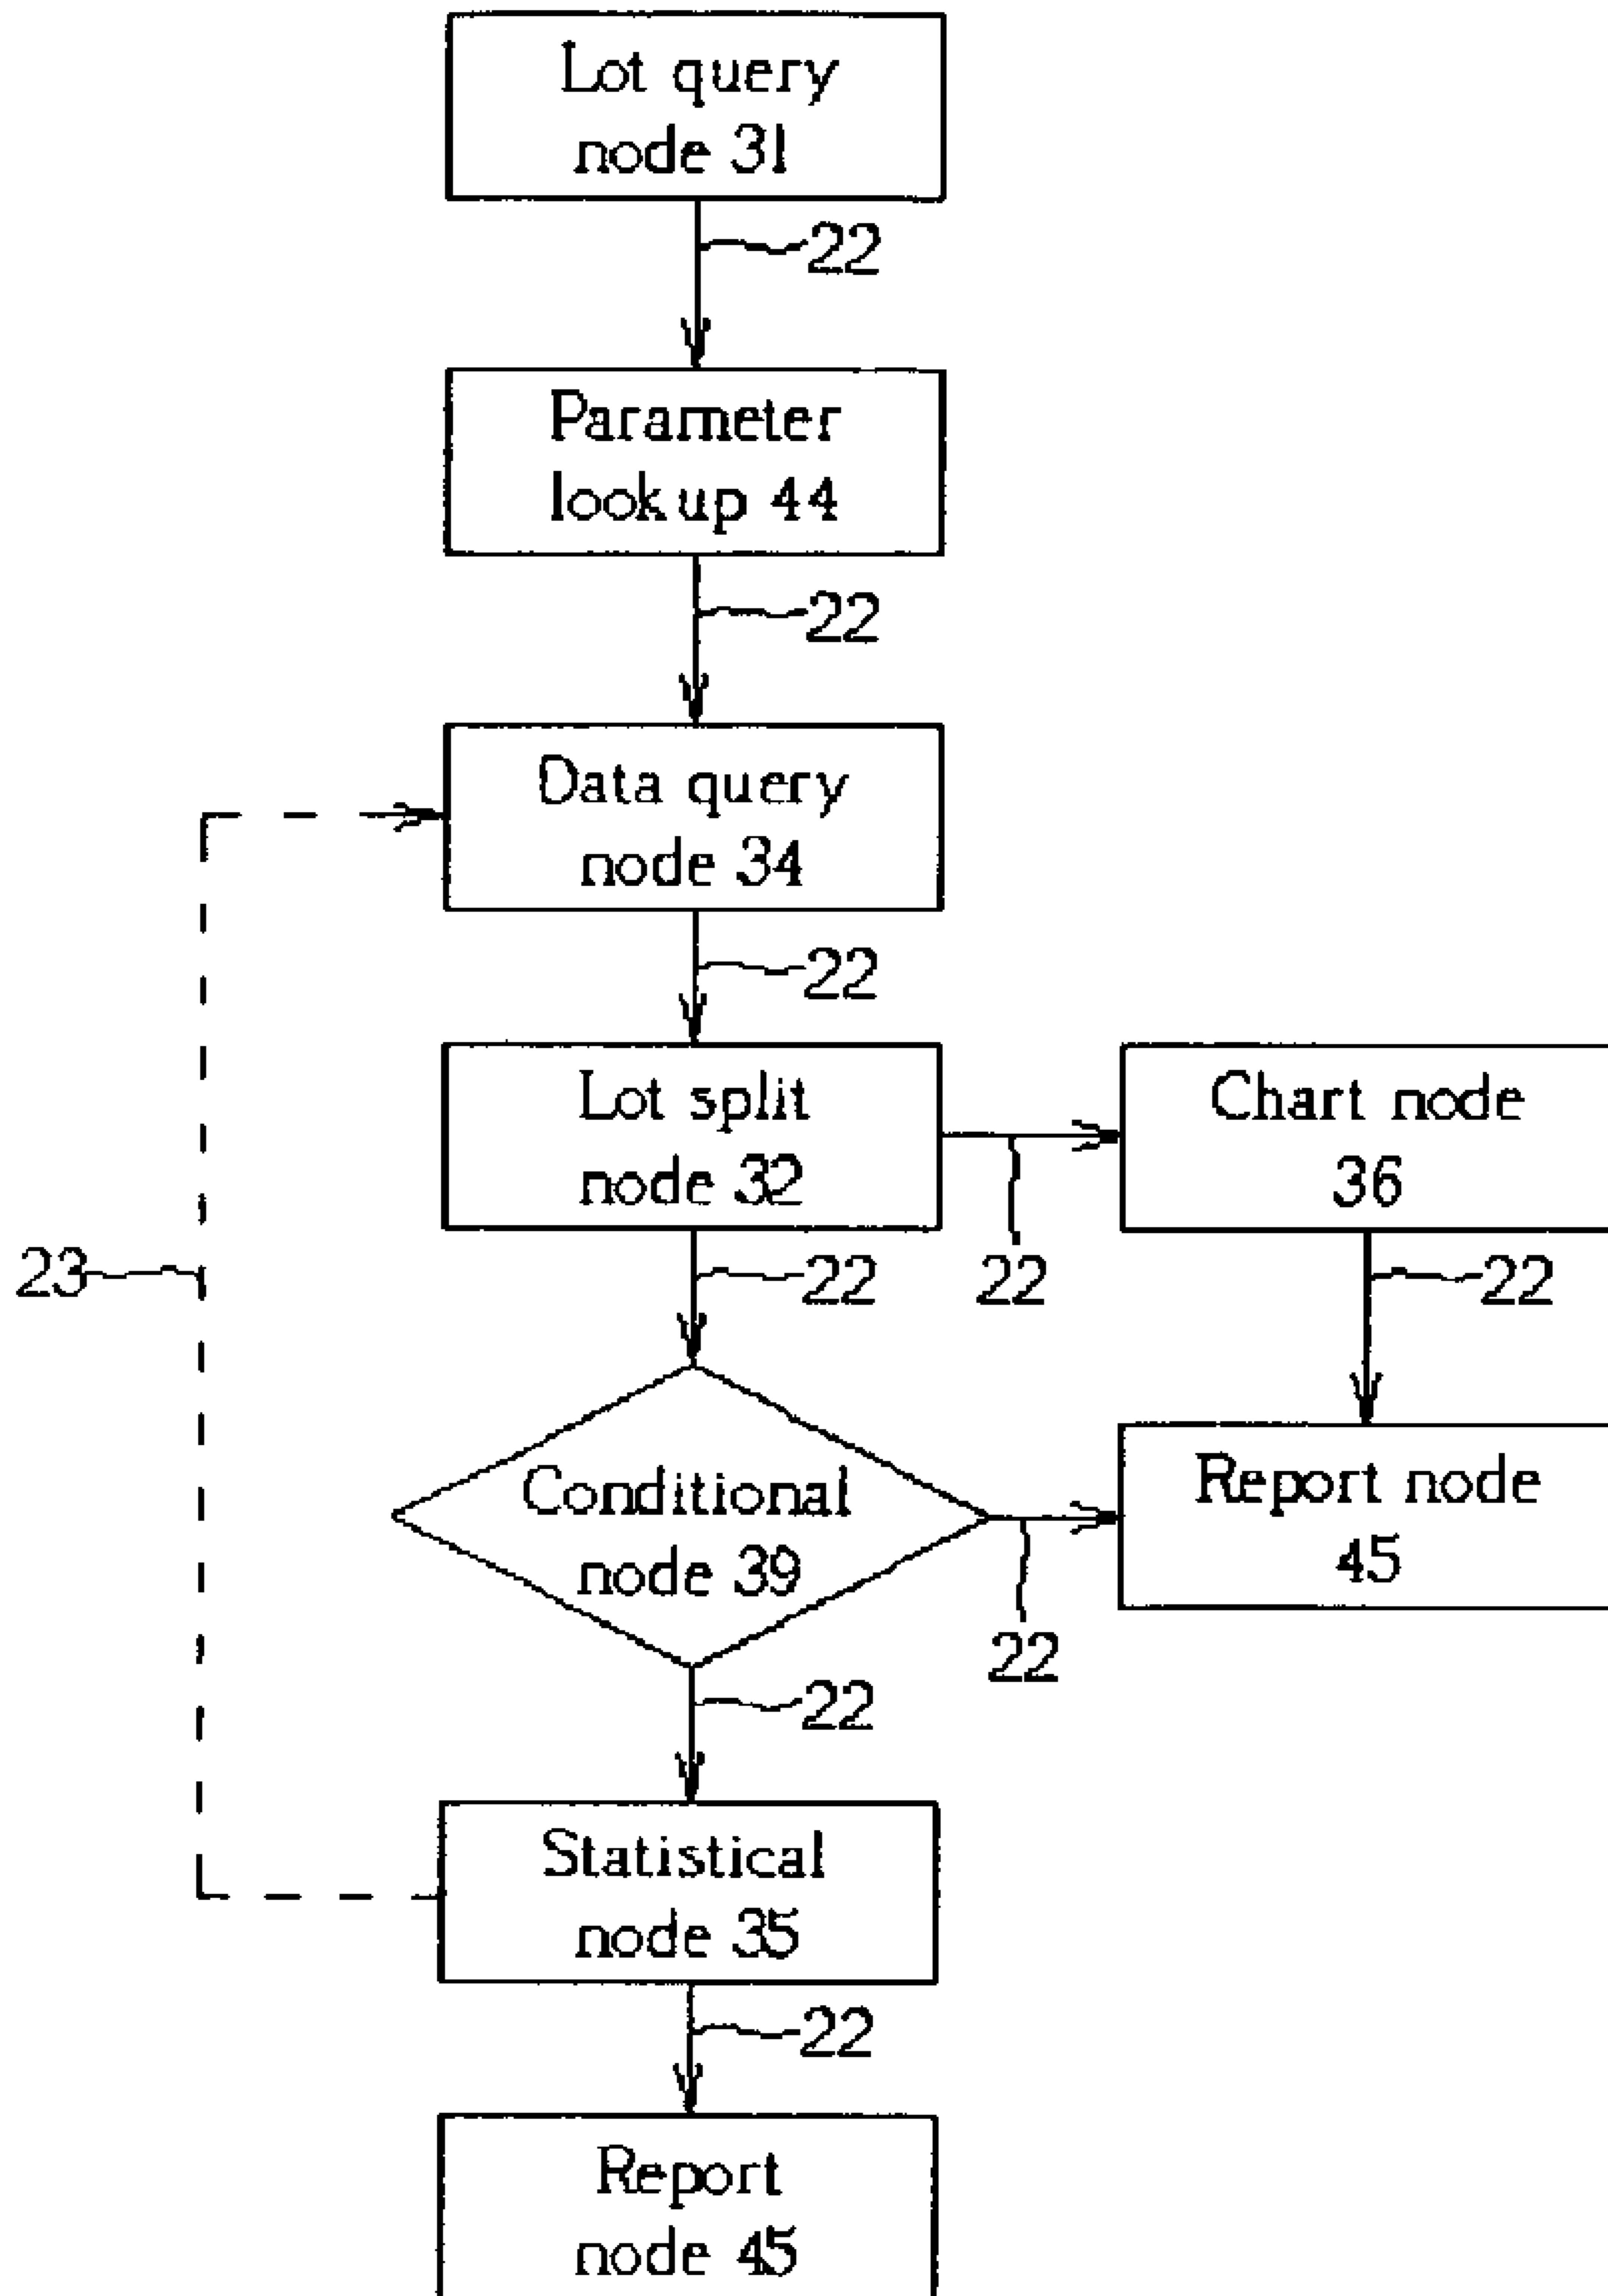 Lot query
node 31
22
Parameter
lookup 44
22
Data query
node 34
22
Lot split
node 32
Chart node
36
23
22
22
22
Conditional
node 39
Report node
45
22
22
Statistical
node 35
22
Report
node 45